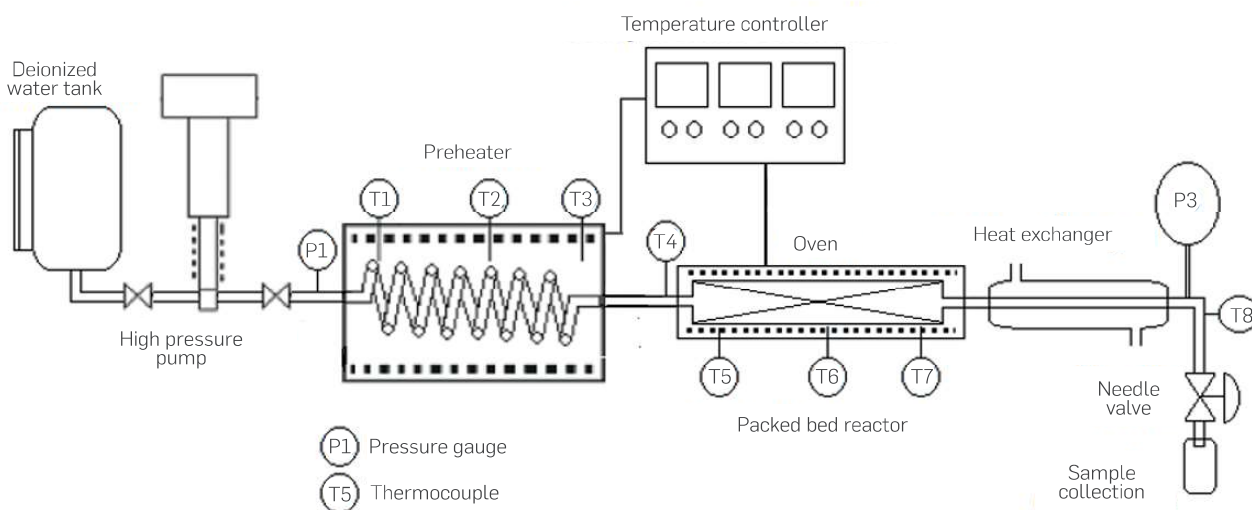 Temperature controller
Deionized
water tank
Preheater
T1
T2
T3
P3
P1
T4
Oven
Heat exchanger
T8
High pressure
pump
T5
T6
T7
Needle
valve
Packed bed reactor
P1 Pressure gauge
Sample
collection
T5 Thermocouple